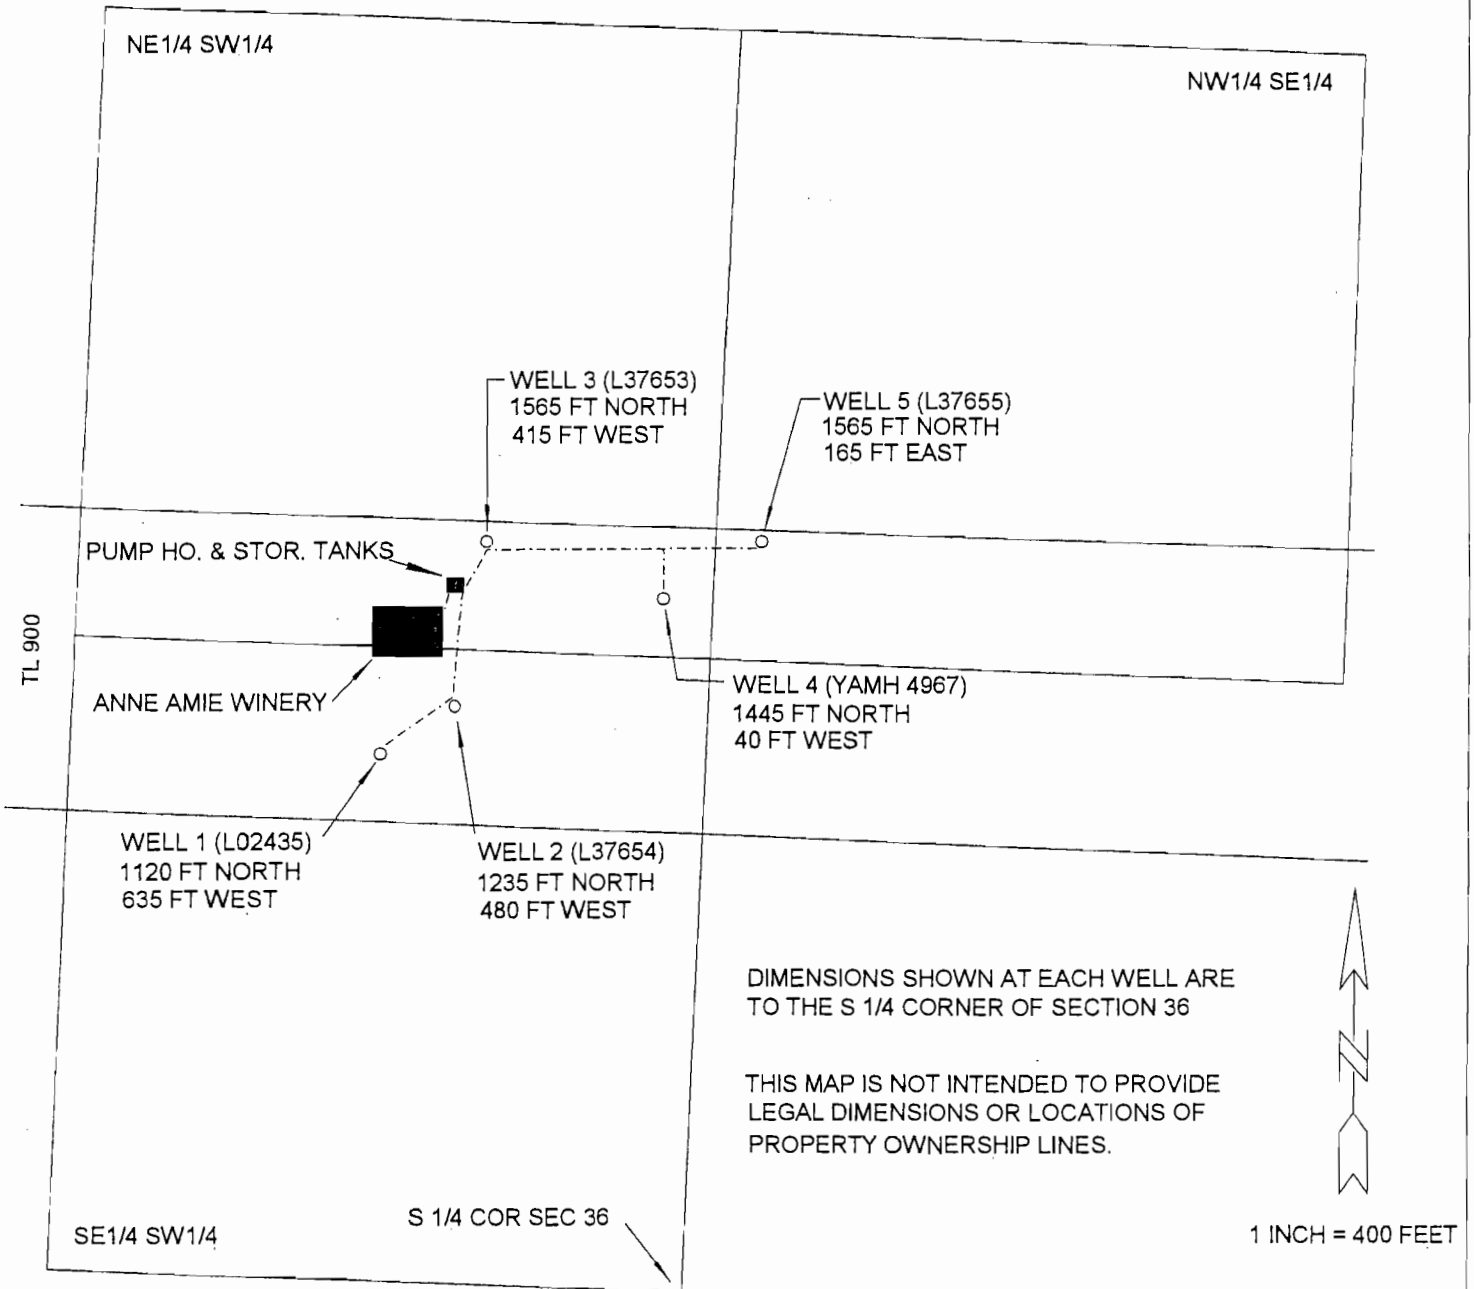 NE1/4 SW1/4
NW1/4 SE1/4
WELL 3 (L37653)
1565 FT NORTH
415 FT WEST
WELL 5 (L37655)
1565 FT NORTH
165 FT EAST
PUMP HO. & STOR. TANKS
TL 900
ANNE AMIE WINERY
WELL 4 (YAMH 4967)
1445 FT NORTH
40 FT WEST
WELL 1 (L02435)
1120 FT NORTH
635 FT WEST
WELL 2 (L37654)
1235 FT NORTH
480 FT WEST
DIMENSIONS SHOWN AT EACH WELL ARE
TO THE S 1/4 CORNER OF SECTION 36
N
THIS MAP IS NOT INTENDED TO PROVIDE
LEGAL DIMENSIONS OR LOCATIONS OF
PROPERTY OWNERSHIP LINES.
S 1/4 COR SEC 36
SE1/4 SW1/4
1 INCH = 400 FEET